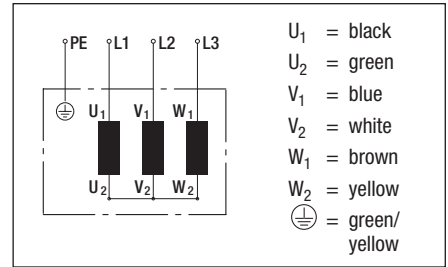 PE L1 L2 L3
U1 V1 W1
U2 V2 W2
U1 = black
U2 = green
V1 = blue
V2 = white
W1 = brown
W2 = yellow
⏚ = green/
yellow